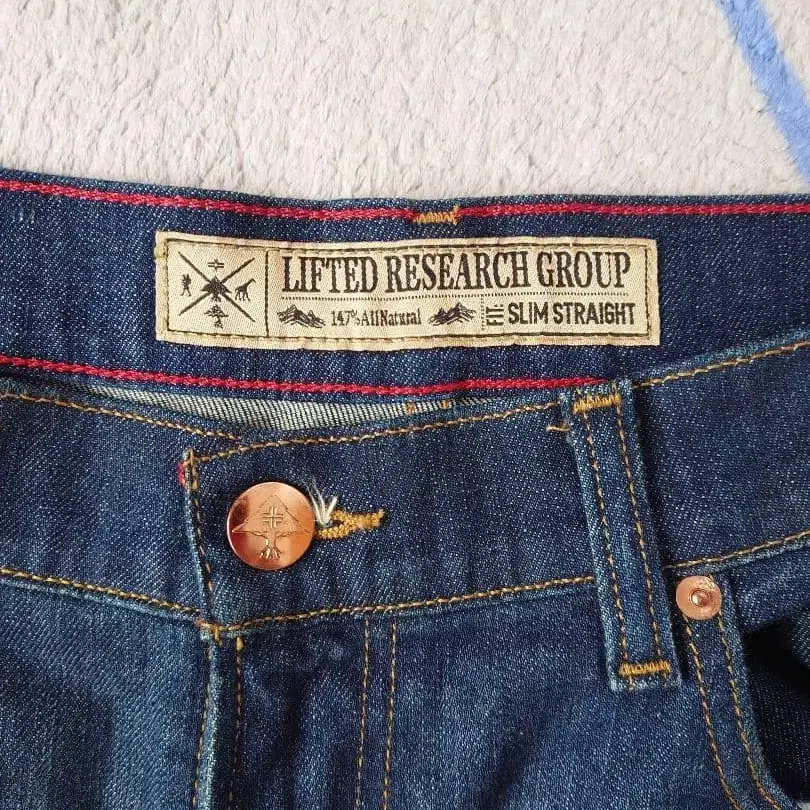 LIFTED RESEARCH GROUP
147% All Natural
FIT: SLIM STRAIGHT